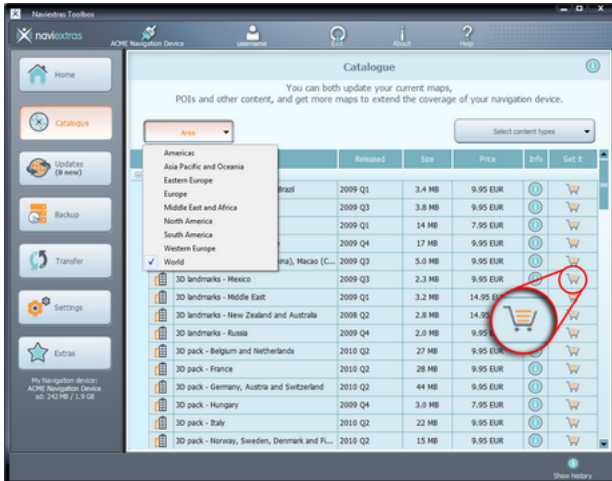 Naviextras Toolbox
naviextras
ACME Navigation Device
username
Exit
About
Help
Home
Catalogue
Updates
(8 new)
Backup
Transfer
Settings
Extras
My Navigation device:
ACME Navigation Device
sd: 242 MB / 1.9 GB
Catalogue
You can both update your current maps,
POIs and other content, and get more maps to extend the coverage of your navigation device.
Area
Select content types
Released Size Price Info Get it
Americas
Asia Pacific and Oceania
Eastern Europe
Europe
Middle East and Africa
North America
South America
Western Europe
World
Brazil 2009 Q1 3.4 MB 9.95 EUR
2009 Q3 3.8 MB 9.95 EUR
2009 Q1 14 MB 7.95 EUR
2009 Q4 17 MB 9.95 EUR
ina), Macao (C... 2009 Q3 5.0 MB 9.95 EUR
3D landmarks - Mexico 2009 Q3 2.3 MB 9.95 EUR
3D landmarks - Middle East 2009 Q1 3.2 MB 14.95 EUR
3D landmarks - New Zealand and Australia 2008 Q2 2.8 MB 14.95
3D landmarks - Russia 2009 Q4 2.0 MB 9.95
3D pack - Belgium and Netherlands 2010 Q2 27 MB 9.95 EUR
3D pack - France 2010 Q2 28 MB 9.95 EUR
3D pack - Germany, Austria and Switzerland 2010 Q2 44 MB 9.95 EUR
3D pack - Hungary 2009 Q4 3.0 MB 7.95 EUR
3D pack - Italy 2010 Q2 22 MB 9.95 EUR
3D pack - Norway, Sweden, Denmark and Fi... 2010 Q2 15 MB 9.95 EUR
Show history